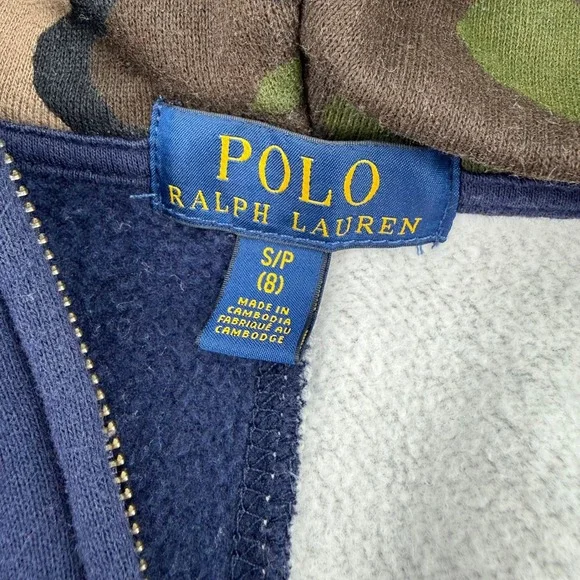 POLO
RALPH LAUREN
S/P
(8)
MADE IN
CAMBODIA
FABRIQUÉ AU
CAMBODGE